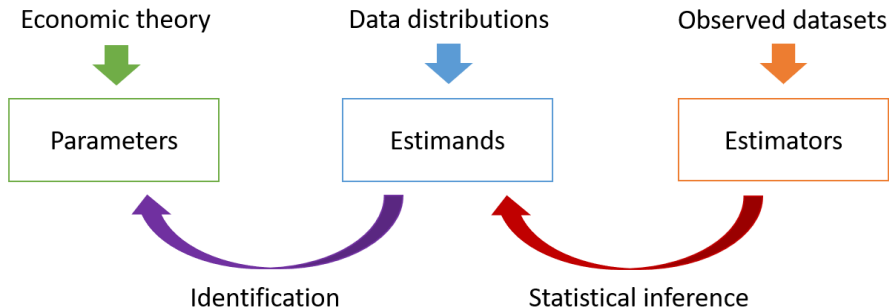 Economic theory
Data distributions
Observed datasets
Parameters
Estimands
Estimators
Identification
Statistical inference